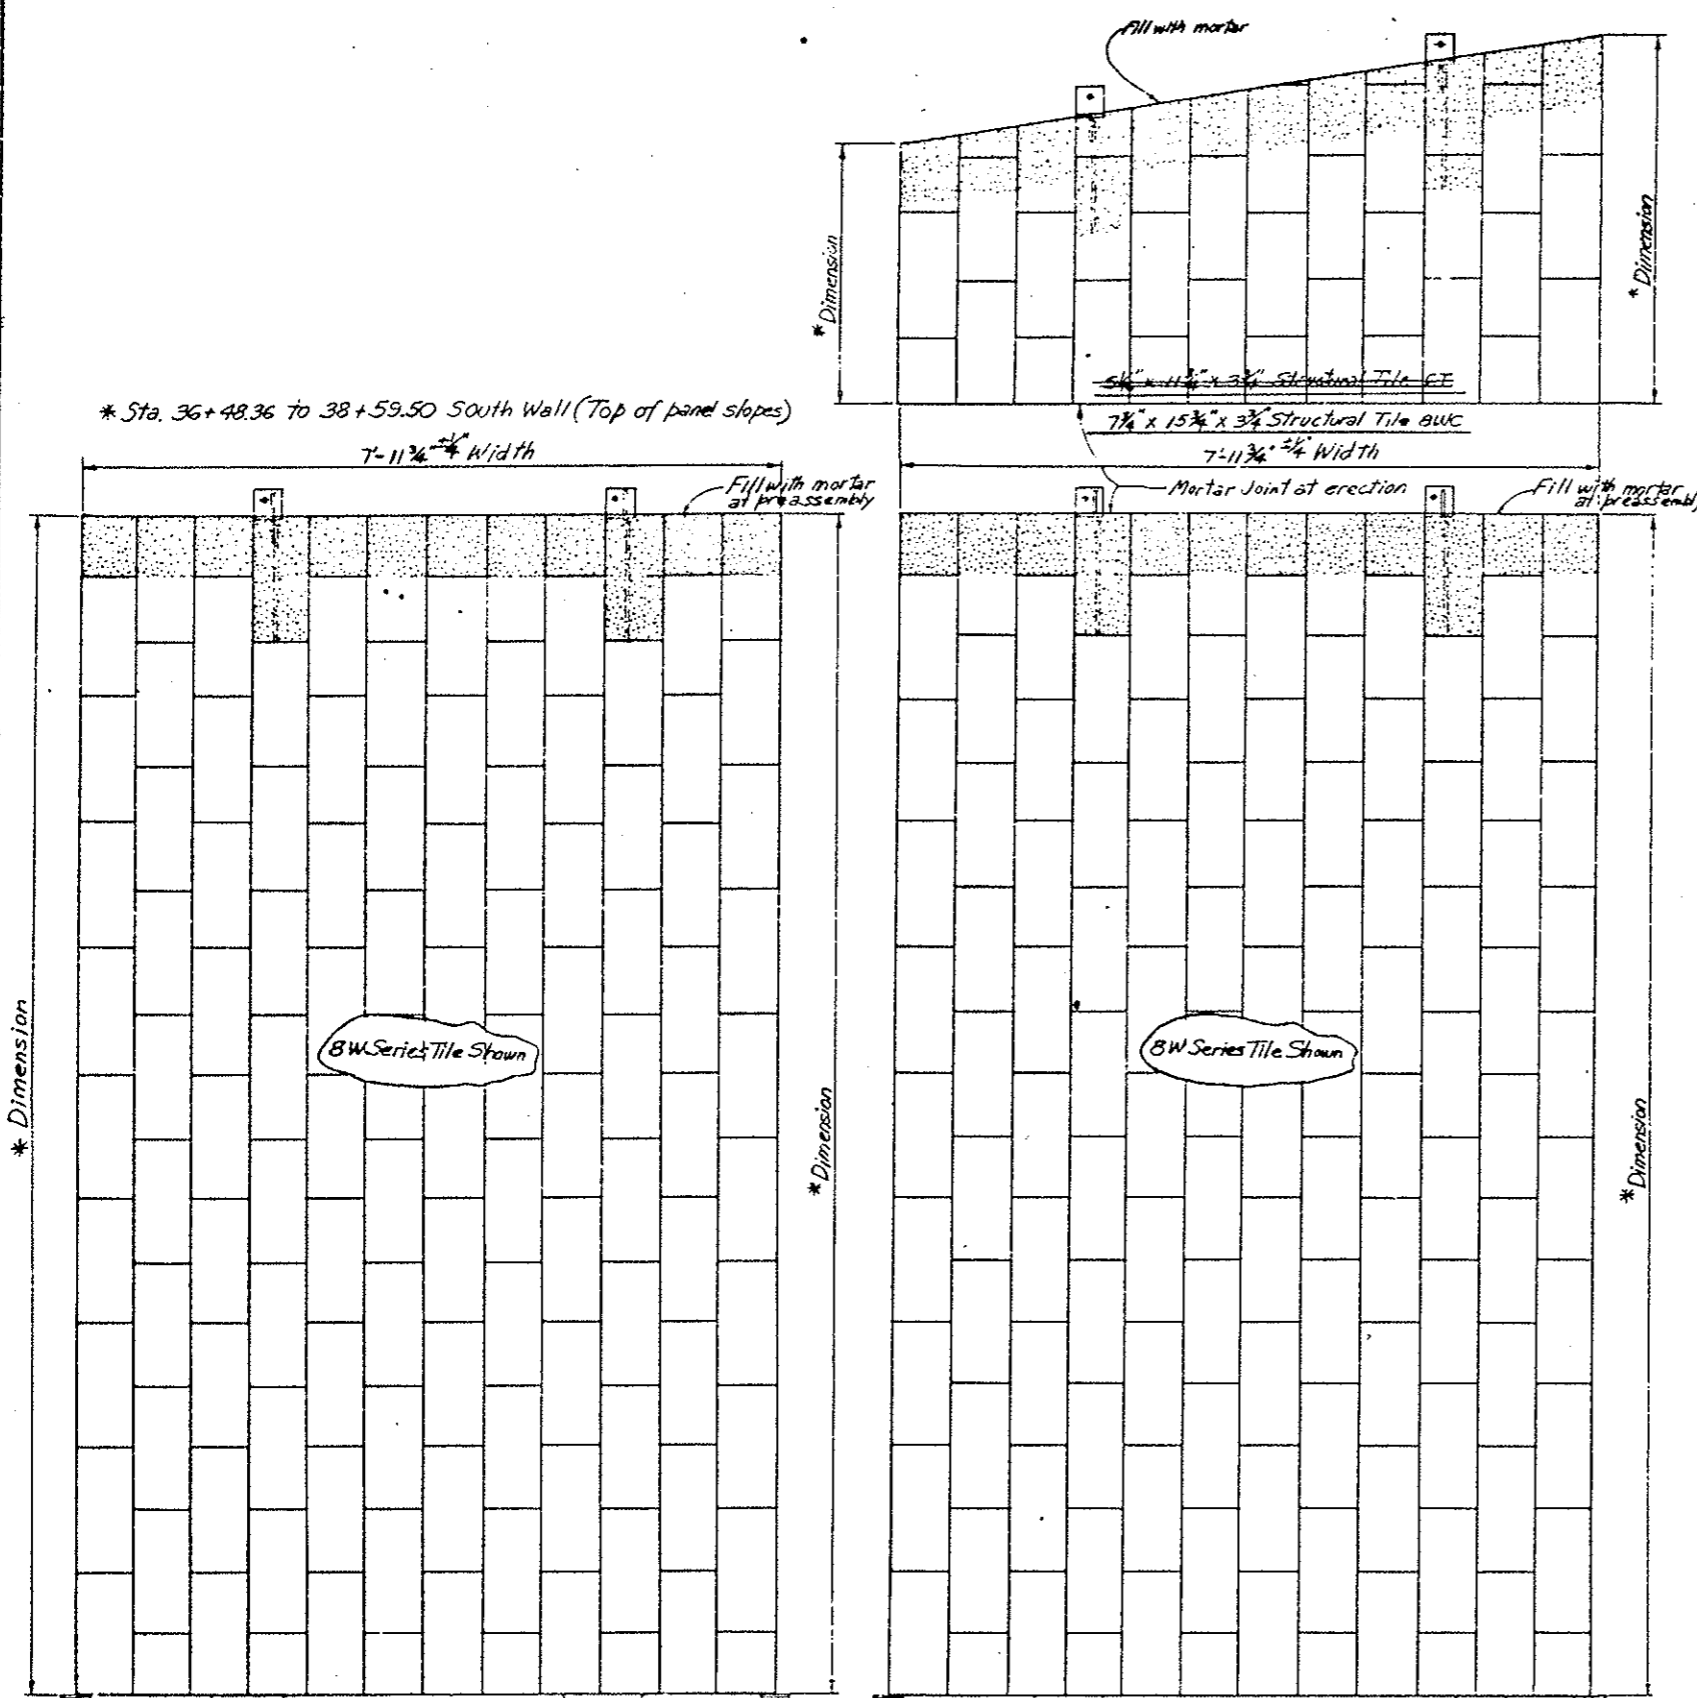 Fill with mortar
* Dimension
* Dimension
5¼" x 11¾" x 3¾" Structural Tile 6T
* Sta. 36+48.36 to 38+59.50 South Wall (Top of panel slopes)
7¾" x 15¾" x 3¾" Structural Tile 8WC
7'-11¾" ±¼" Width
7'-11¾" ±¼" Width
Fill with mortar
at preassembly
Mortar Joint at erection
Fill with mortar
at preassembly
8W Series Tile Shown
8W Series Tile Shown
* Dimension
* Dimension
* Dimension